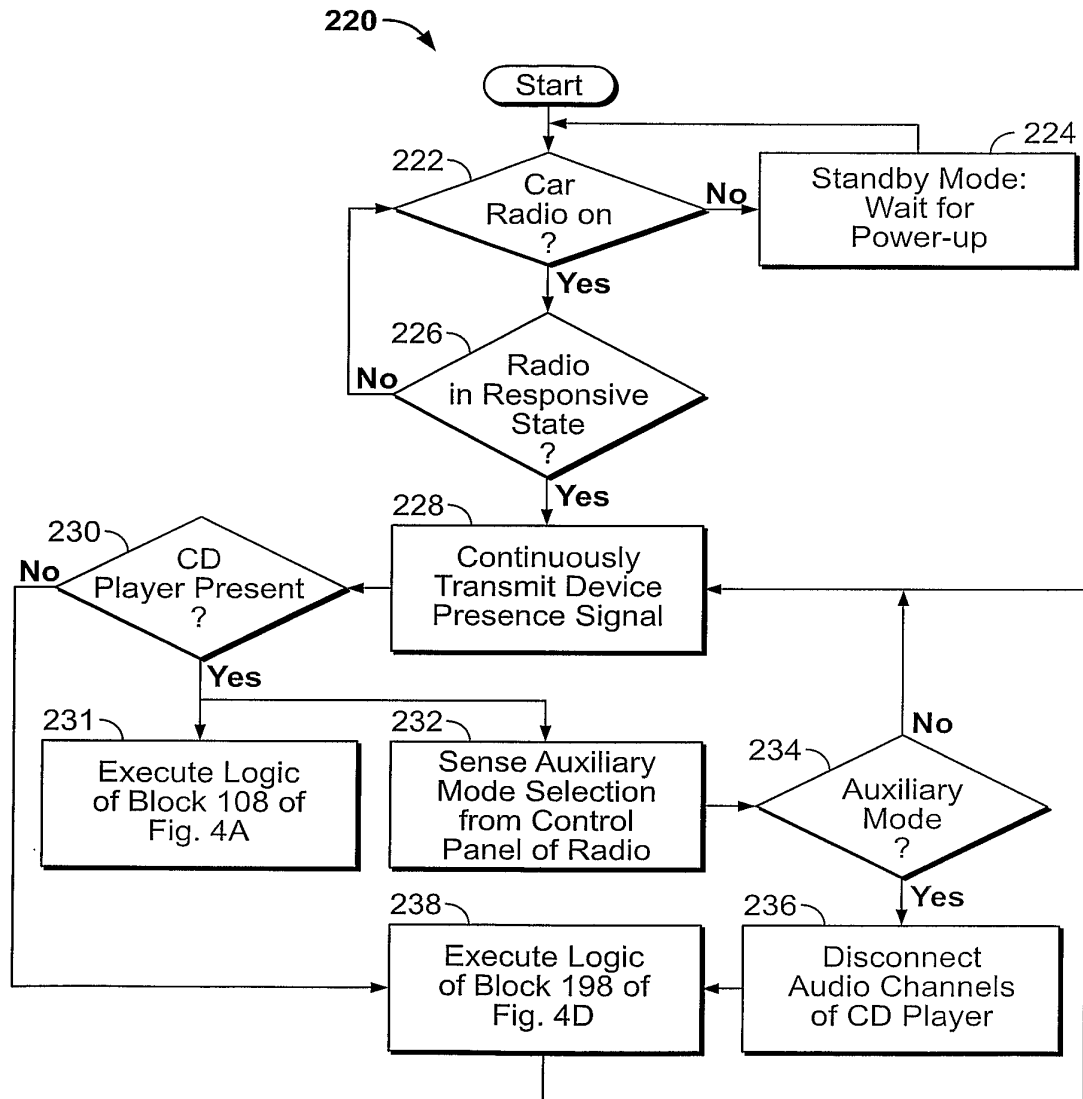 220
Start
222
Car
Radio on
?
No
224
Standby Mode:
Wait for
Power-up
Yes
226
Radio
in Responsive
State
?
No
Yes
228
Continuously
Transmit Device
Presence Signal
230
CD
Player Present
?
No
Yes
231
Execute Logic
of Block 108 of
Fig. 4A
232
Sense Auxiliary
Mode Selection
from Control
Panel of Radio
234
Auxiliary
Mode
?
No
Yes
236
Disconnect
Audio Channels
of CD Player
238
Execute Logic
of Block 198 of
Fig. 4D